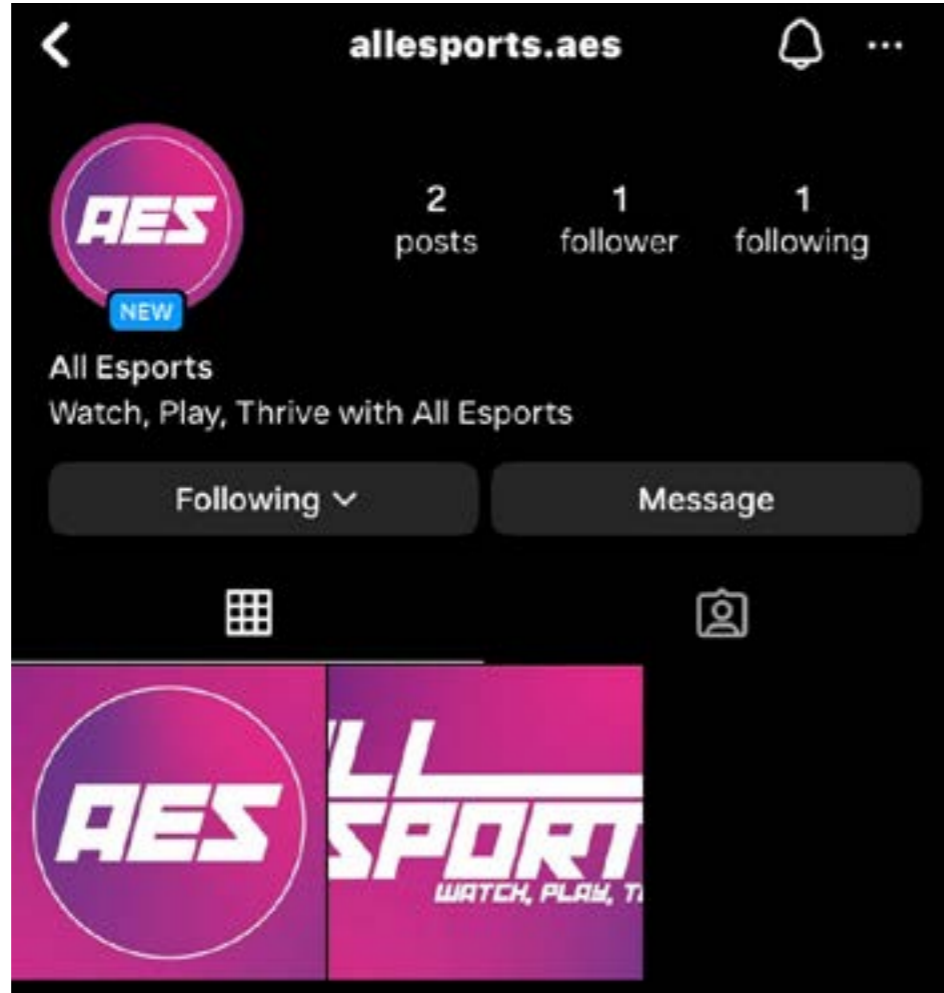 allesports.aes
AES
NEW
2 posts
1 follower
1 following
All Esports
Watch, Play, Thrive with All Esports
Following
Message
AES
LL
SPORT
WATCH, PLAY, T